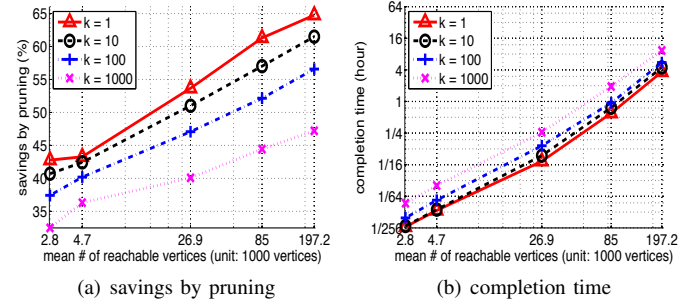 65
60
55
50
45
40
35
savings by pruning (%)
k = 1
k = 10
k = 100
k = 1000
2.8 4.7 26.9 85 197.2
mean # of reachable vertices (unit: 1000 vertices)
(a) savings by pruning
64
16
4
1
1/4
1/16
1/64
1/256
completion time (hour)
k = 1
k = 10
k = 100
k = 1000
2.8 4.7 26.9 85 197.2
mean # of reachable vertices (unit: 1000 vertices)
(b) completion time